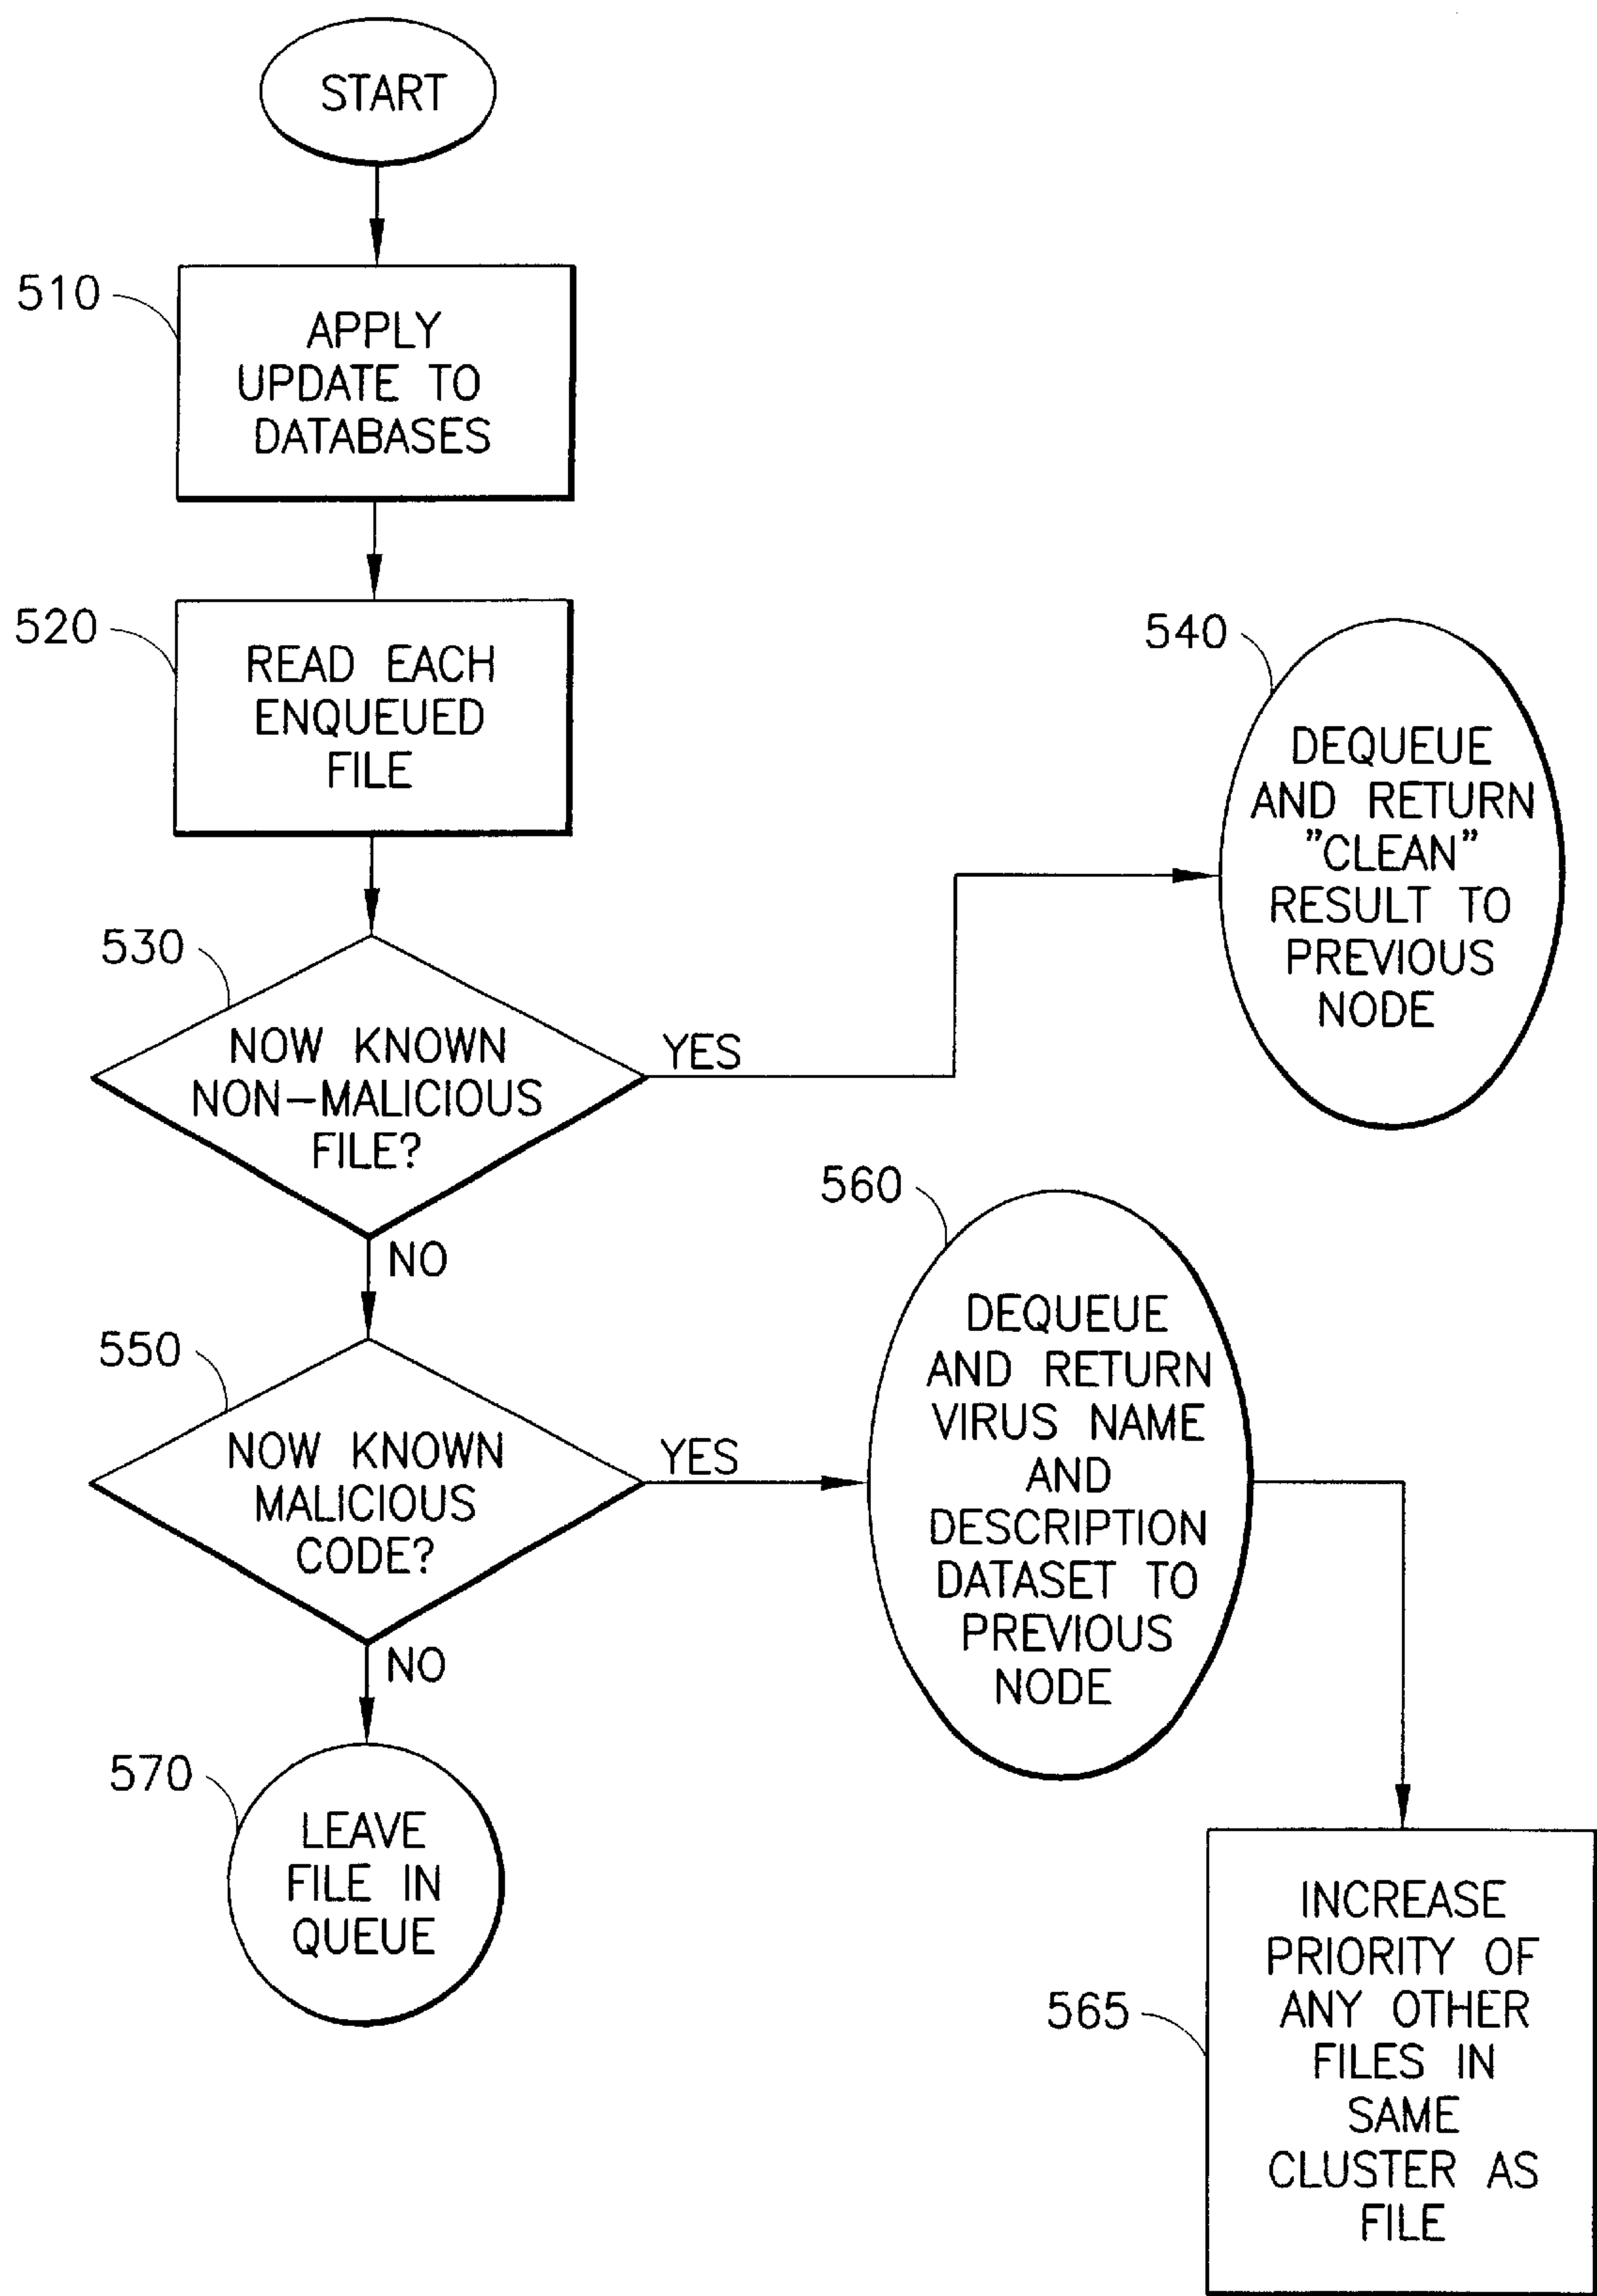 START
510
APPLY
UPDATE TO
DATABASES
520
READ EACH
ENQUEUED
FILE
530
NOW KNOWN
NON-MALICIOUS
FILE?
YES
NO
540
DEQUEUE
AND RETURN
"CLEAN"
RESULT TO
PREVIOUS
NODE
550
NOW KNOWN
MALICIOUS
CODE?
YES
NO
560
DEQUEUE
AND RETURN
VIRUS NAME
AND
DESCRIPTION
DATASET TO
PREVIOUS
NODE
570
LEAVE
FILE IN
QUEUE
565
INCREASE
PRIORITY OF
ANY OTHER
FILES IN
SAME
CLUSTER AS
FILE